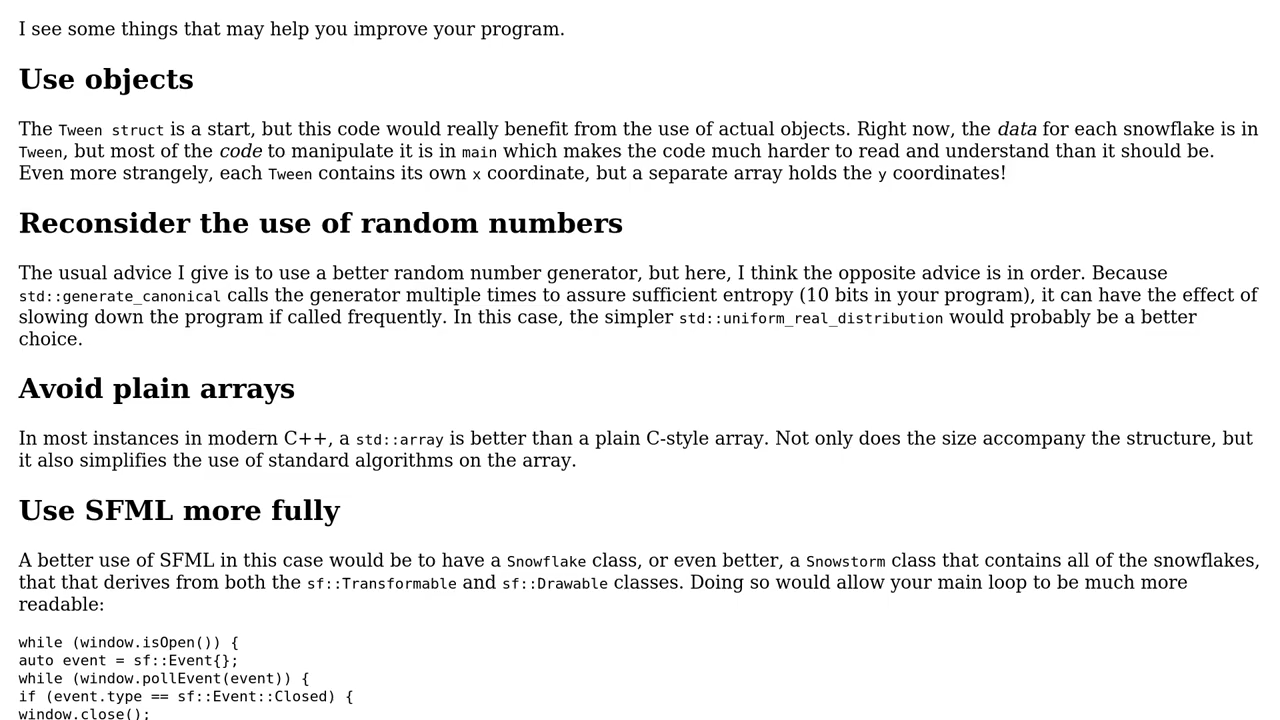 I see some things that may help you improve your program.
Use objects
The Tween struct is a start, but this code would really benefit from the use of actual objects. Right now, the data for each snowflake is in
Tween, but most of the code to manipulate it is in main which makes the code much harder to read and understand than it should be.
Even more strangely, each Tween contains its own x coordinate, but a separate array holds the y coordinates!
Reconsider the use of random numbers
The usual advice I give is to use a better random number generator, but here, I think the opposite advice is in order. Because
std::generate_canonical calls the generator multiple times to assure sufficient entropy (10 bits in your program), it can have the effect of
slowing down the program if called frequently. In this case, the simpler std::uniform_real_distribution would probably be a better
choice.
Avoid plain arrays
In most instances in modern C++, a std::array is better than a plain C-style array. Not only does the size accompany the structure, but
it also simplifies the use of standard algorithms on the array.
Use SFML more fully
A better use of SFML in this case would be to have a Snowflake class, or even better, a Snowstorm class that contains all of the snowflakes,
that that derives from both the sf::Transformable and sf::Drawable classes. Doing so would allow your main loop to be much more
readable:
while (window.isOpen()) {
auto event = sf::Event{};
while (window.pollEvent(event)) {
if (event.type == sf::Event::Closed) {
window.close();